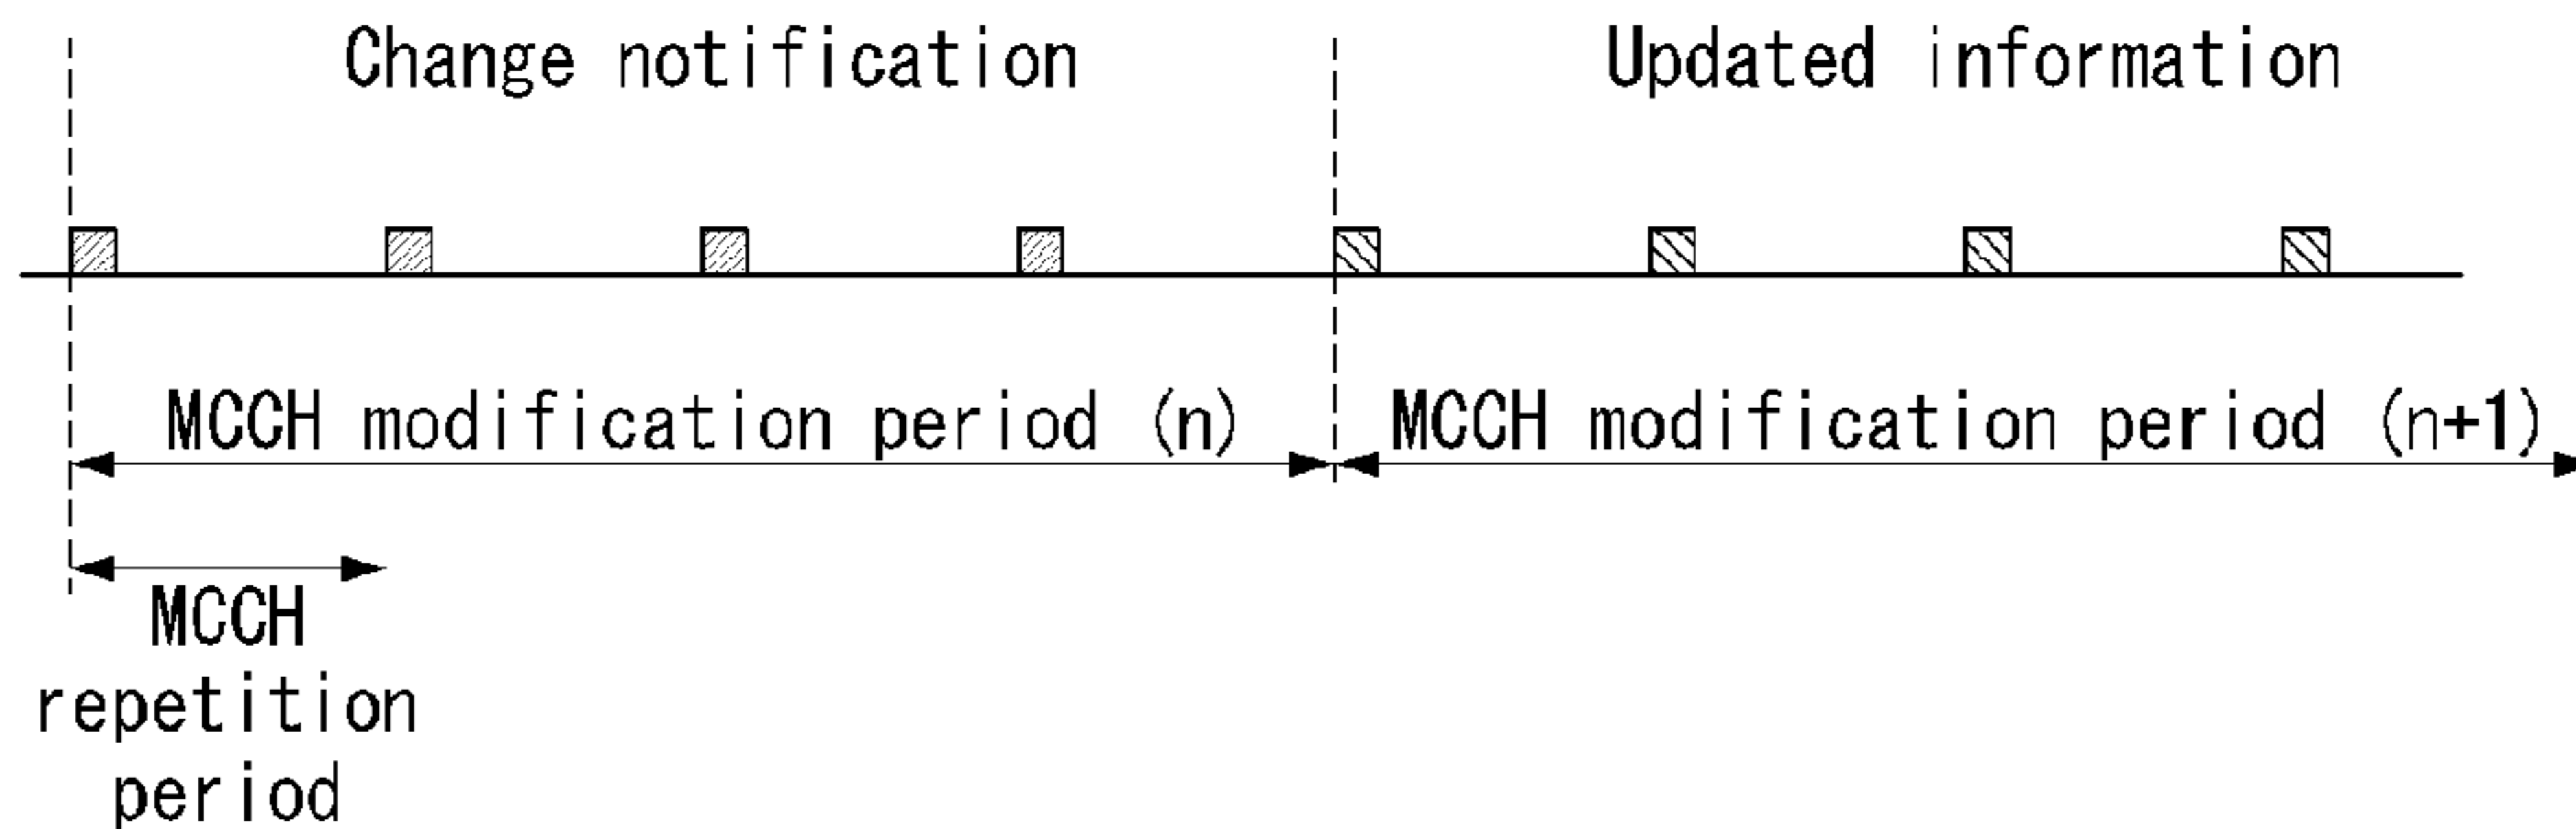 Change notification
Updated information
MCCH modification period (n)
MCCH modification period (n+1)
MCCH
repetition
period